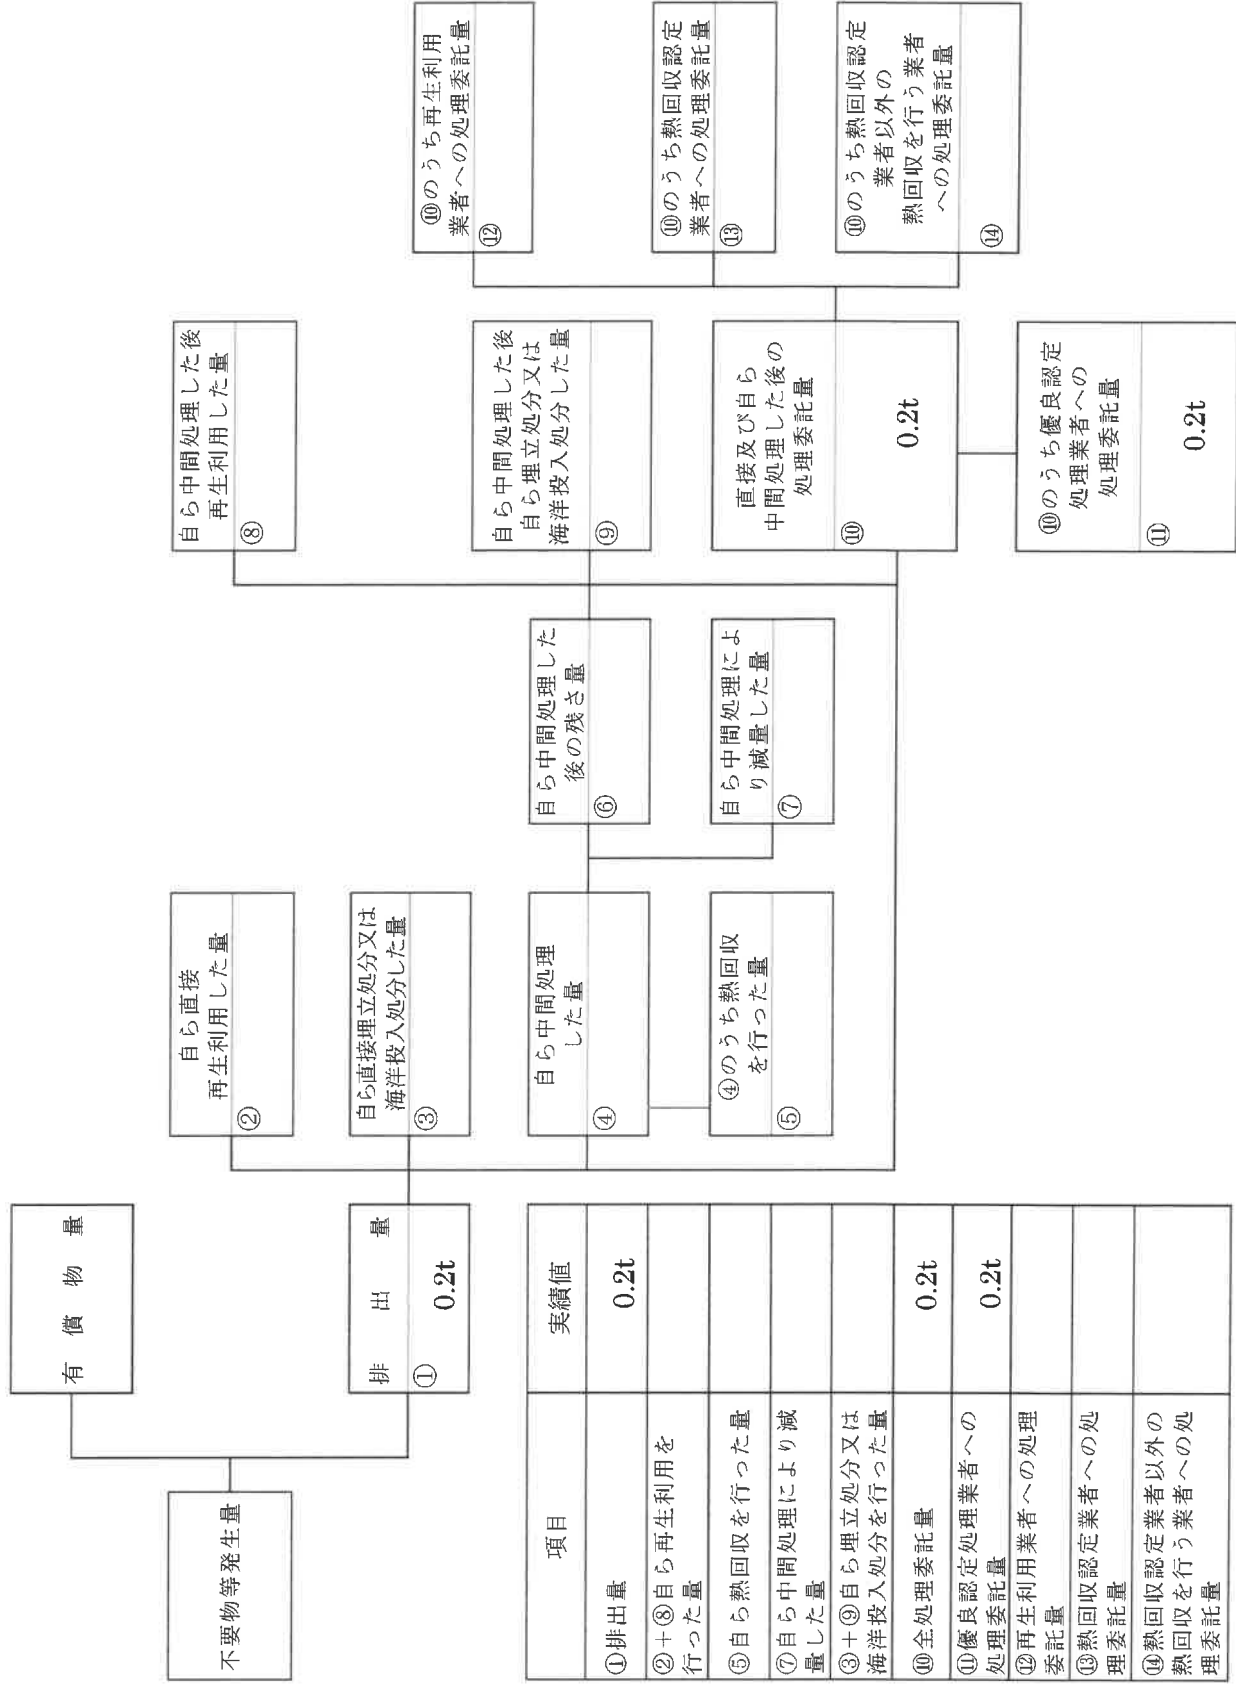 不要物等発生量
有償物量
排出量
①
0.2t
自ら直接
再生利用した量
②
自ら直接埋立処分又は
海洋投入処分した量
③
自ら中間処理
した量
④
④のうち熱回収
を行った量
⑤
自ら中間処理した
後の残さ量
⑥
自ら中間処理によ
り減量した量
⑦
自ら中間処理した後
再生利用した量
⑧
自ら中間処理した後
自ら埋立処分又は
海洋投入処分した量
⑨
直接及び自ら
中間処理した後の
処理委託量
⑩
0.2t
⑩のうち優良認定
処理業者への
処理委託量
⑪
0.2t
⑩のうち再生利用
業者への処理委託量
⑫
⑩のうち熱回収認定
業者への処理委託量
⑬
⑩のうち熱回収認定
業者以外の
熱回収を行う業者
への処理委託量
⑭
項目
実績値
①排出量
0.2t
②＋⑧自ら再生利用を
行った量
⑤自ら熱回収を行った量
⑦自ら中間処理により減
量した量
③＋⑨自ら埋立処分又は
海洋投入処分を行った量
⑩全処理委託量
0.2t
⑪優良認定処理業者への
処理委託量
0.2t
⑫再生利用業者への処理
委託量
⑬熱回収認定業者への処
理委託量
⑭熱回収認定業者以外の
熱回収を行う業者への処
理委託量